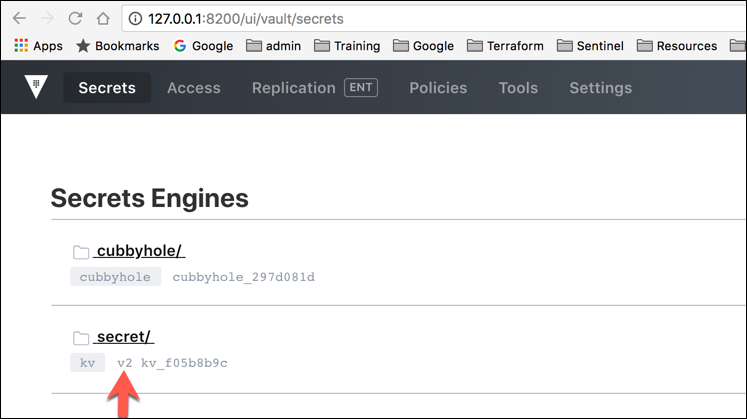 127.0.0.1:8200/ui/vault/secrets
Apps Bookmarks Google admin Training Google Terraform Sentinel Resources
Secrets Access Replication ENT Policies Tools Settings
Secrets Engines
cubbyhole/
cubbyhole cubbyhole_297d081d
secret/
kv v2 kv_f05b8b9c